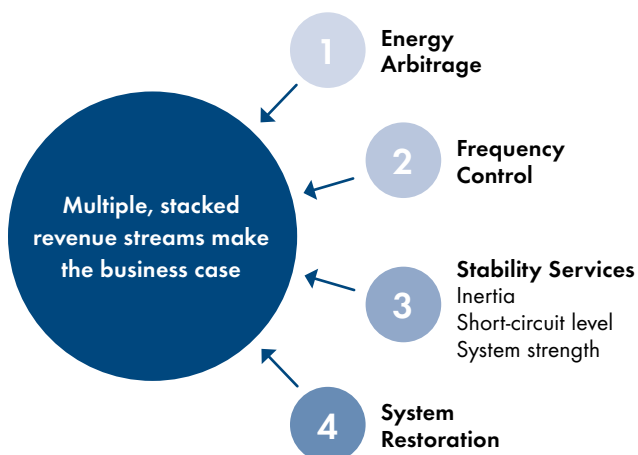 1
Energy
Arbitrage
2
Frequency
Control
Multiple, stacked
revenue streams make
the business case
3
Stability Services
Inertia
Short-circuit level
System strength
4
System
Restoration